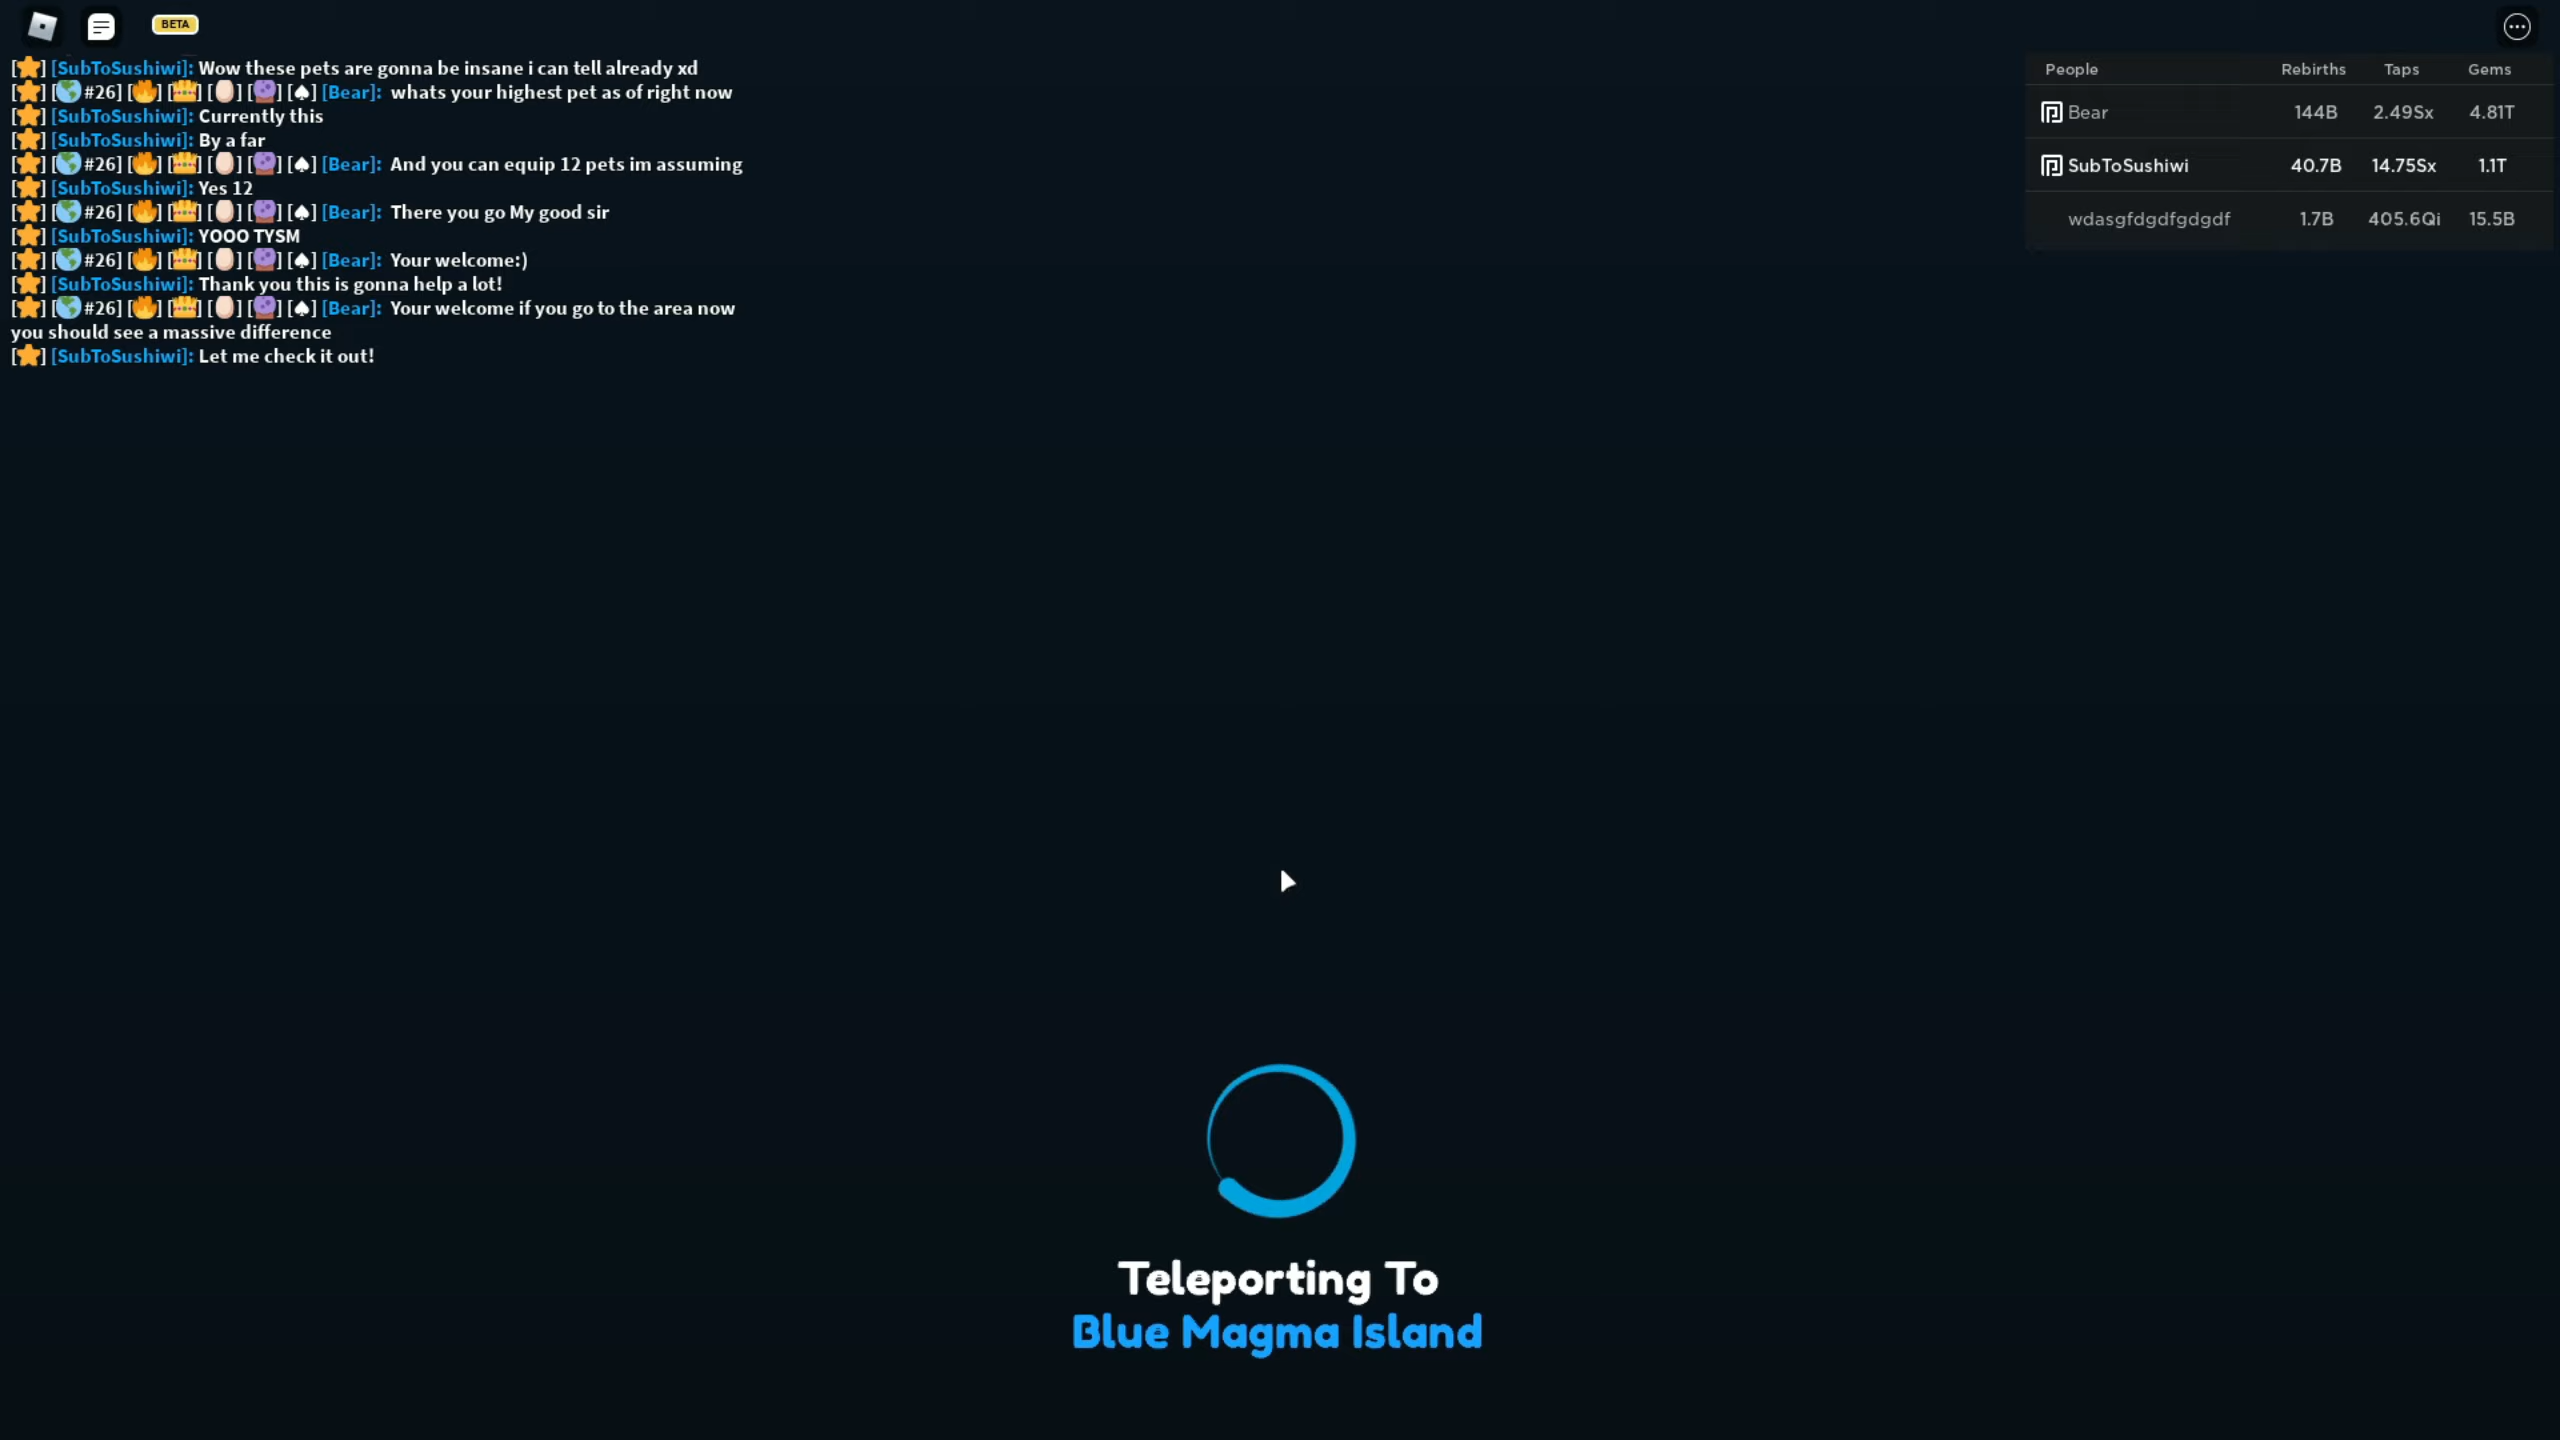 BETA
[⭐] [SubToSushiwi]: Wow these pets are gonna be insane i can tell already xd
[⭐] [🌎 #26] [🔥] [👑] [🥚] [🔮] [♠] [Bear]: whats your highest pet as of right now
[⭐] [SubToSushiwi]: Currently this
[⭐] [SubToSushiwi]: By a far
[⭐] [🌎 #26] [🔥] [👑] [🥚] [🔮] [♠] [Bear]: And you can equip 12 pets im assuming
[⭐] [SubToSushiwi]: Yes 12
[⭐] [🌎 #26] [🔥] [👑] [🥚] [🔮] [♠] [Bear]: There you go My good sir
[⭐] [SubToSushiwi]: YOOO TYSM
[⭐] [🌎 #26] [🔥] [👑] [🥚] [🔮] [♠] [Bear]: Your welcome:)
[⭐] [SubToSushiwi]: Thank you this is gonna help a lot!
[⭐] [🌎 #26] [🔥] [👑] [🥚] [🔮] [♠] [Bear]: Your welcome if you go to the area now
you should see a massive difference
[⭐] [SubToSushiwi]: Let me check it out!
People Rebirths Taps Gems
Bear 144B 2.49Sx 4.81T
SubToSushiwi 40.7B 14.75Sx 1.1T
wdasgfdgdfgdgdf 1.7B 405.6Qi 15.5B
Teleporting To
Blue Magma Island